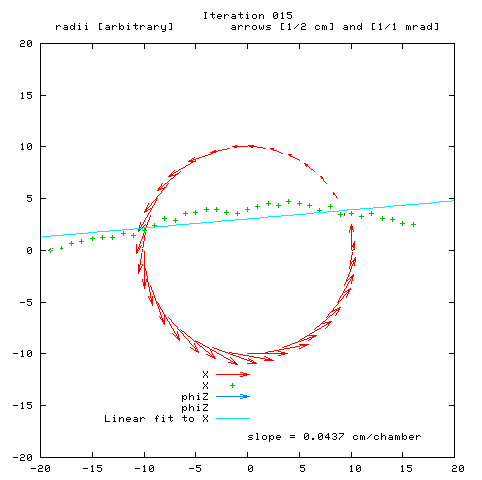 Iteration 015
radii [arbitrary] arrows [1/2 cm] and [1/1 mrad]
20
15
10
5
0
-5
-10
-15
-20
X
X
phiZ
phiZ
Linear fit to X
slope = 0.0437 cm/chamber
-20 -15 -10 -5 0 5 10 15 20